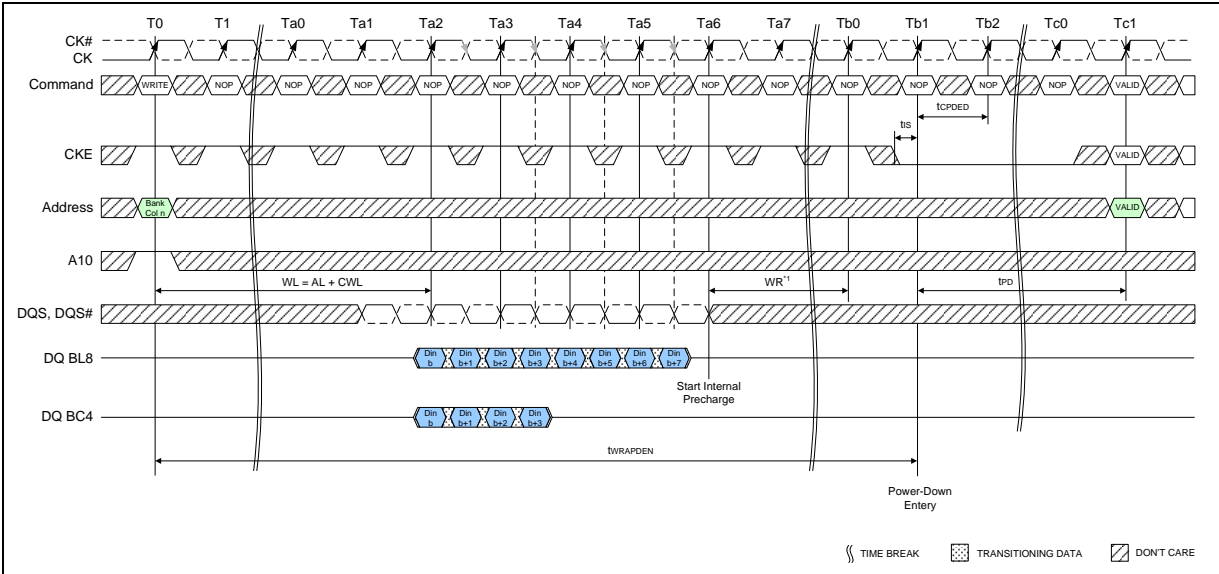 T0 T1 Ta0 Ta1 Ta2 Ta3 Ta4 Ta5 Ta6 Ta7 Tb0 Tb1 Tb2 Tc0 Tc1
CK#
CK
Command WRITE NOP NOP NOP NOP NOP NOP NOP NOP NOP NOP NOP NOP NOP VALID
tCPDED
tIS
CKE VALID
Address Bank Col n VALID
A10
WL = AL + CWL WR*1 tPD
DQS, DQS#
DQ BL8 Din b Din b+1 Din b+2 Din b+3 Din b+4 Din b+5 Din b+6 Din b+7
Start Internal
Precharge
DQ BC4 Din b Din b+1 Din b+2 Din b+3
tWRAPDEN
Power-Down
Entery
TIME BREAK TRANSITIONING DATA DON'T CARE